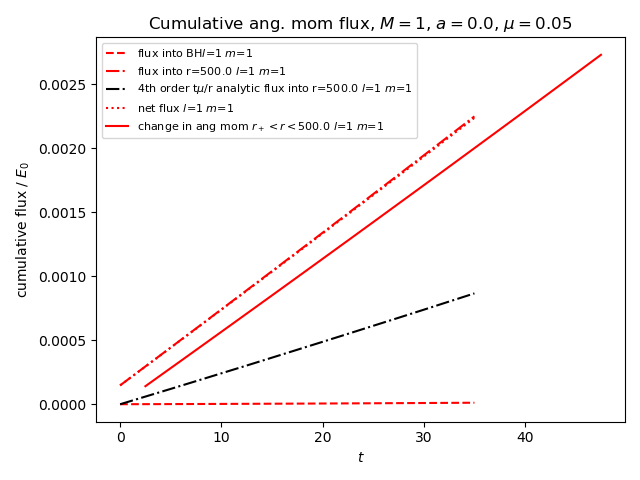 Cumulative ang. mom flux, M = 1, a = 0.0, μ = 0.05
flux into BHl=1 m=1
flux into r=500.0 l=1 m=1
4th order tμ/r analytic flux into r=500.0 l=1 m=1
net flux l=1 m=1
change in ang mom r₊ < r < 500.0 l=1 m=1
cumulative flux / E₀
0.0025
0.0020
0.0015
0.0010
0.0005
0.0000
0
10
20
30
40
t